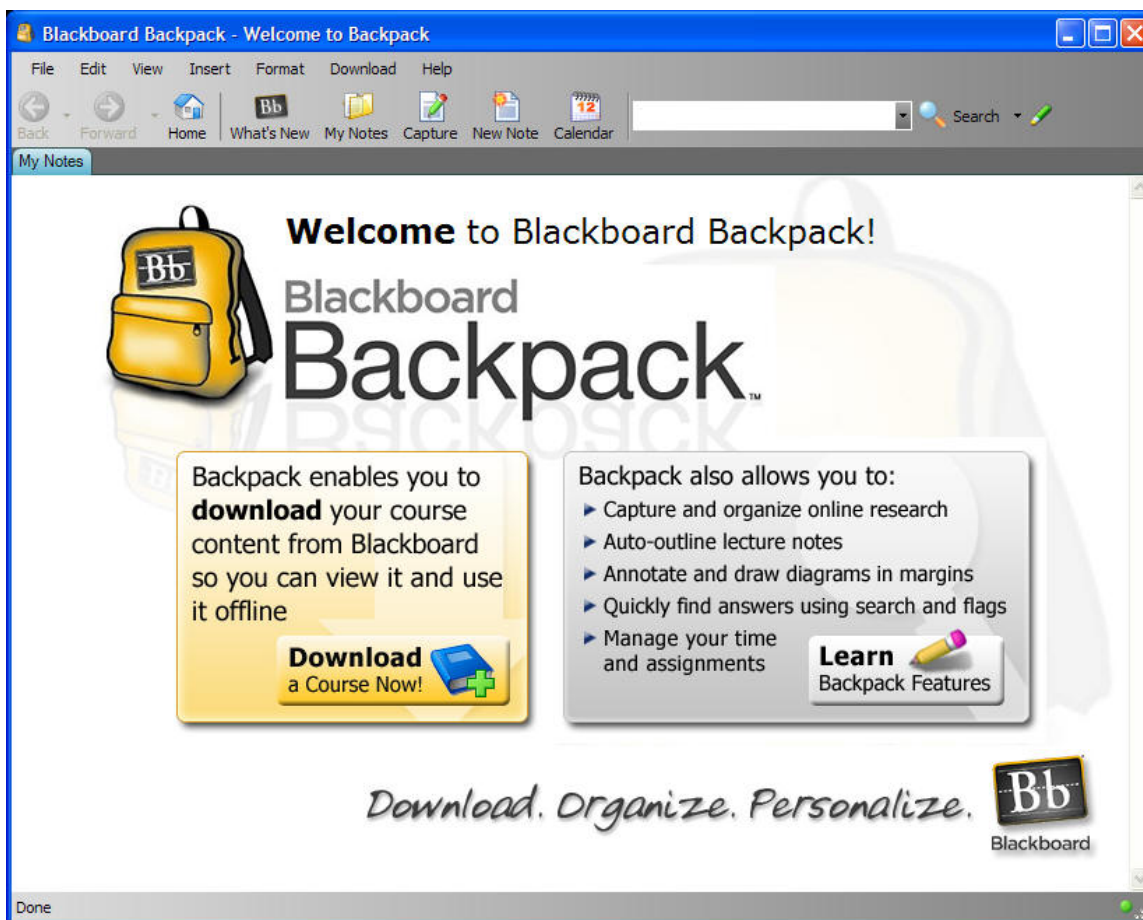 Blackboard Backpack - Welcome to Backpack
File Edit View Insert Format Download Help
Back Forward Home What's New My Notes Capture New Note Calendar Search
Bb
12
My Notes
Welcome to Blackboard Backpack!
Bb
Blackboard
Backpack™
Backpack enables you to
download your course
content from Blackboard
so you can view it and use
it offline
Download
a Course Now!
Backpack also allows you to:
Capture and organize online research
Auto-outline lecture notes
Annotate and draw diagrams in margins
Quickly find answers using search and flags
Manage your time
and assignments
Learn
Backpack Features
Download. Organize. Personalize.
Bb
Blackboard
Done